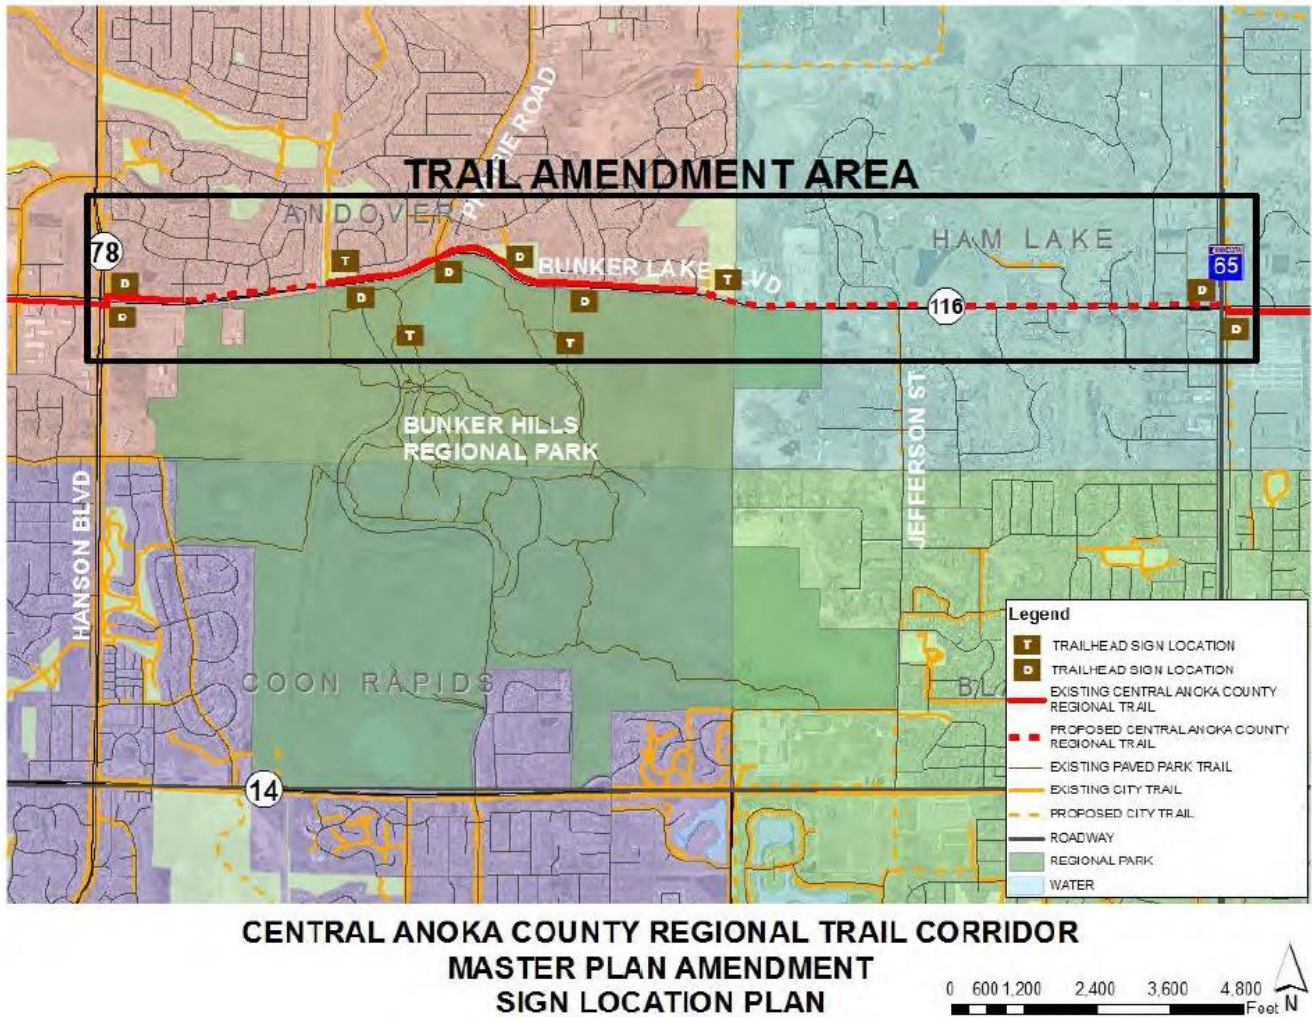 PRAIRIE ROAD
TRAIL AMENDMENT AREA
ANDOVER
HAM LAKE
78
MINNESOTA
65
T
D
D
BUNKER LAKE BLVD
T
D
D
D
D
D
116
T
T
D
D
BUNKER HILLS
REGIONAL PARK
JEFFERSON ST
HANSON BLVD
COON RAPIDS
14
Legend
T TRAILHEAD SIGN LOCATION
D TRAILHEAD SIGN LOCATION
EXISTING CENTRAL ANOKA COUNTY
REGIONAL TRAIL
PROPOSED CENTRAL ANOKA COUNTY
REGIONAL TRAIL
EXISTING PAVED PARK TRAIL
EXISTING CITY TRAIL
PROPOSED CITY TRAIL
ROADWAY
REGIONAL PARK
WATER
CENTRAL ANOKA COUNTY REGIONAL TRAIL CORRIDOR
MASTER PLAN AMENDMENT
SIGN LOCATION PLAN
0 600 1,200 2,400 3,600 4,800
Feet
N